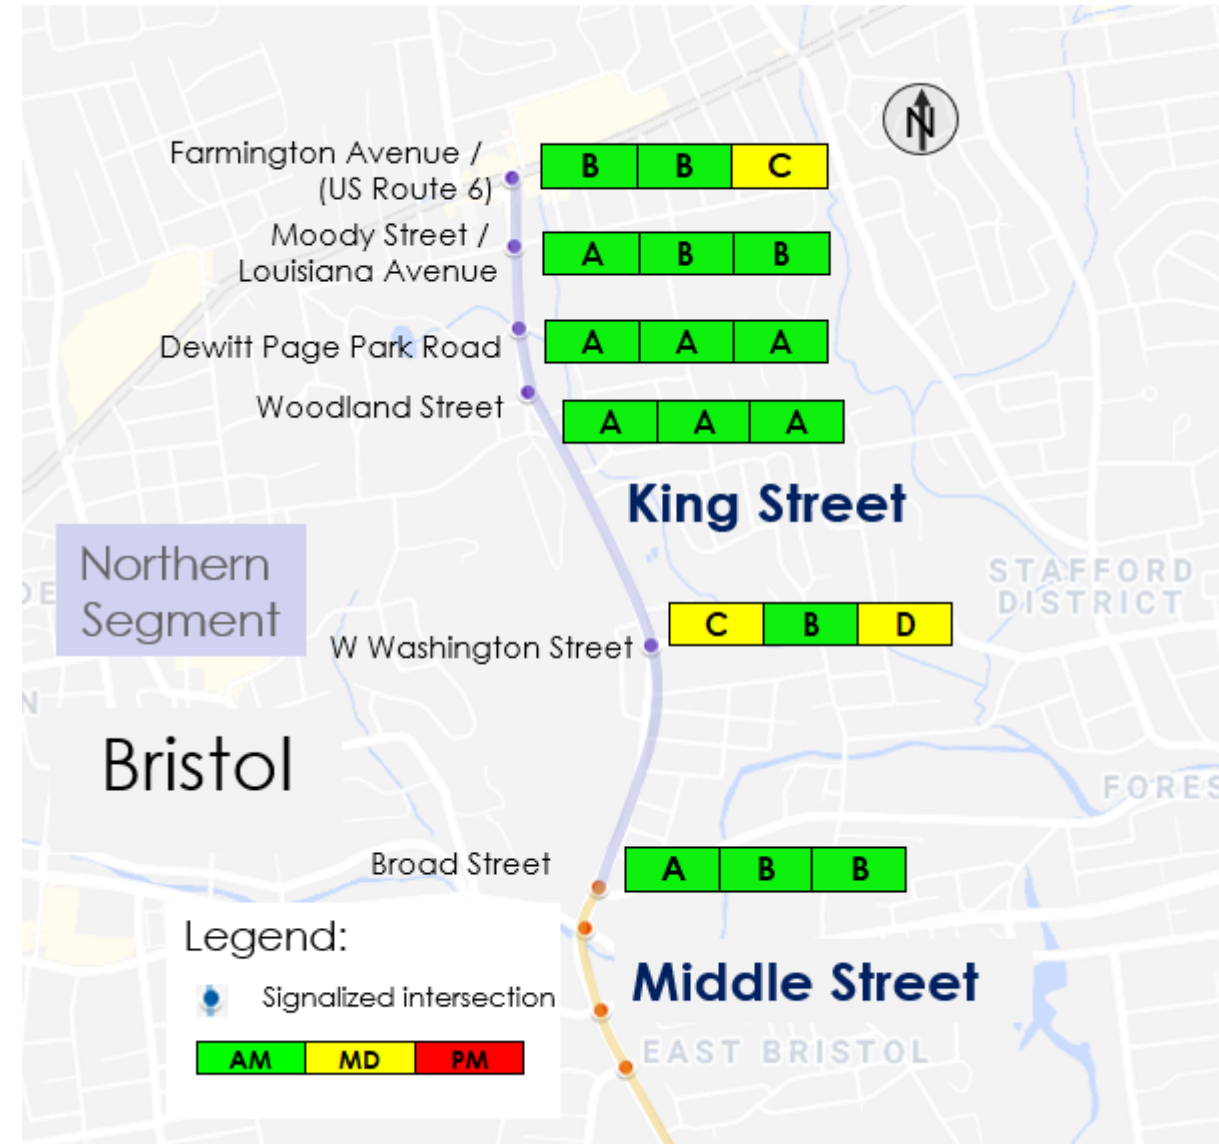 N
Farmington Avenue /
(US Route 6)
B B C
Moody Street /
Louisiana Avenue
A B B
Dewitt Page Park Road
A A A
Woodland Street
A A A
King Street
Northern
Segment
STAFFORD
DISTRICT
C B D
W Washington Street
N
Bristol
FORES
Broad Street
A B B
Legend:
Signalized intersection
AM MD PM
Middle Street
EAST BRISTOL